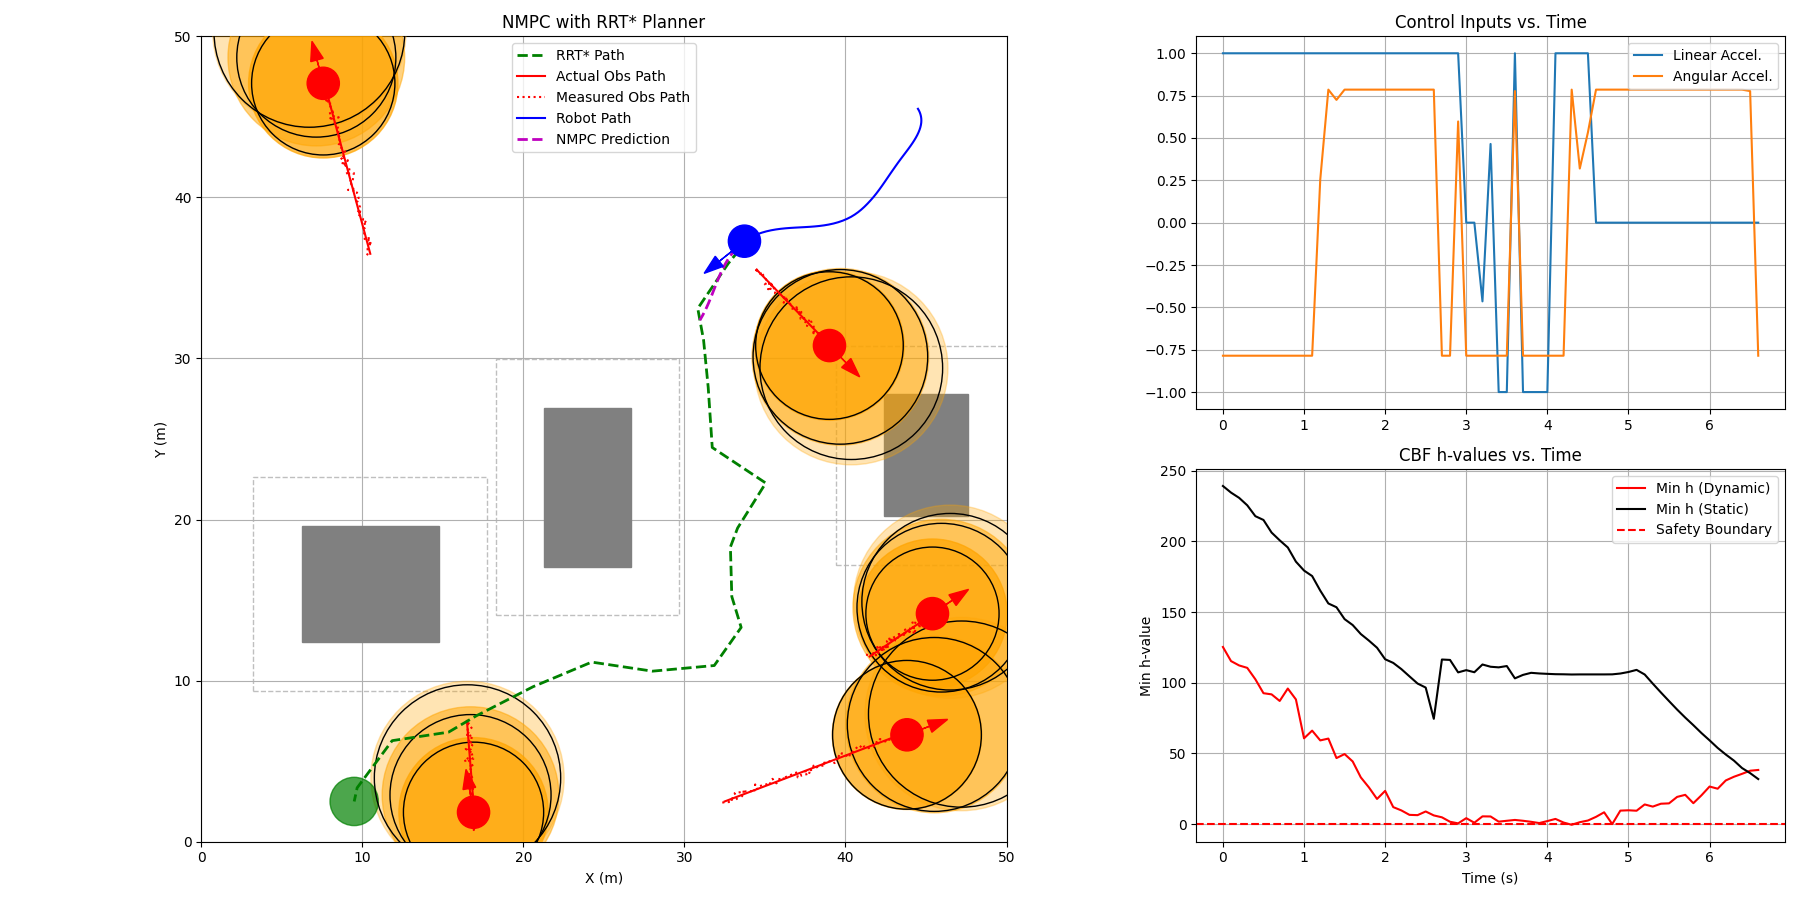 NMPC with RRT* Planner
50
40
30
20
10
0
Y (m)
RRT* Path
Actual Obs Path
Measured Obs Path
Robot Path
NMPC Prediction
0 10 20 30 40 50
X (m)
Control Inputs vs. Time
1.00
0.75
0.50
0.25
0.00
−0.25
−0.50
−0.75
−1.00
Linear Accel.
Angular Accel.
0 1 2 3 4 5 6
CBF h-values vs. Time
250
200
150
100
50
0
Min h-value
Min h (Dynamic)
Min h (Static)
Safety Boundary
0 1 2 3 4 5 6
Time (s)